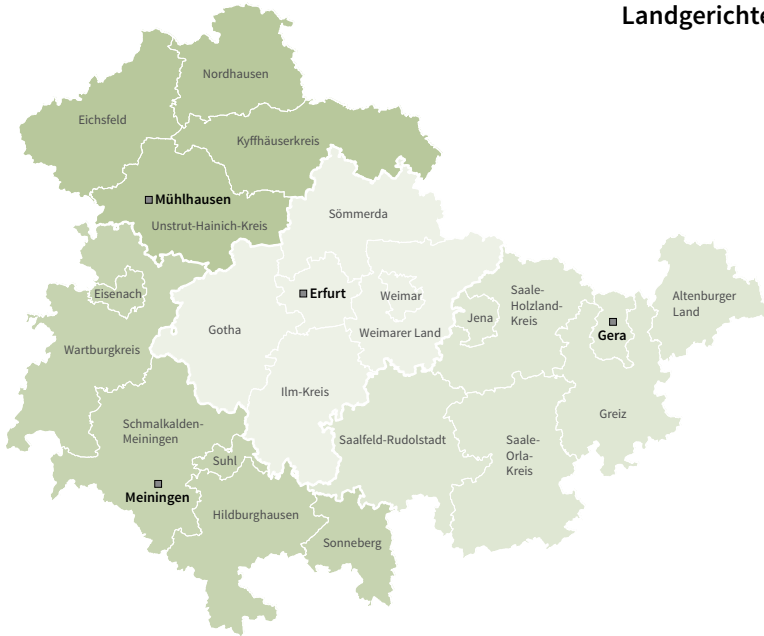 Landgerichte
Nordhausen
Eichsfeld
Kyffhäuserkreis
Mühlhausen
Unstrut-Hainich-Kreis
Sömmerda
Eisenach
Erfurt
Weimar
Saale-
Holzland-
Kreis
Altenburger
Land
Jena
Gotha
Weimarer Land
Gera
Wartburgkreis
Ilm-Kreis
Greiz
Schmalkalden-
Meiningen
Saalfeld-Rudolstadt
Saale-
Orla-
Kreis
Suhl
Meiningen
Hildburghausen
Sonneberg